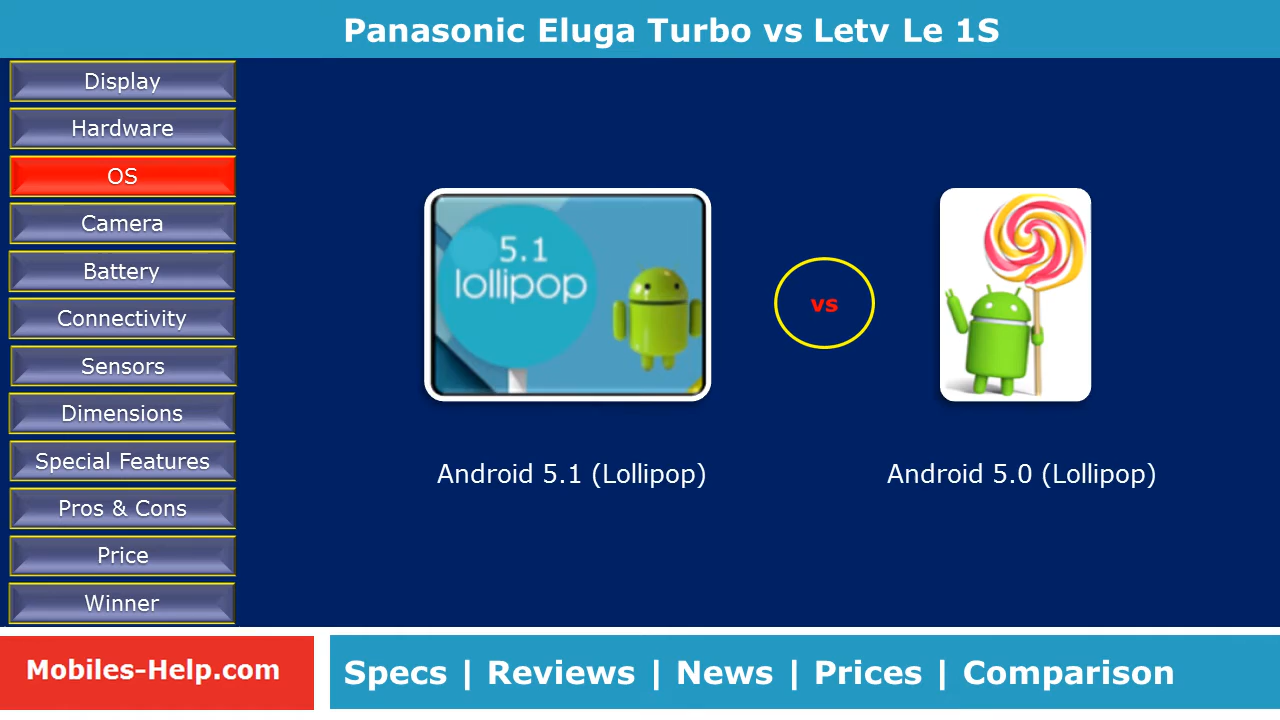 Panasonic Eluga Turbo vs Letv Le 1S
Display
Hardware
OS
Camera
Battery
Connectivity
Sensors
Dimensions
Special Features
Pros & Cons
Price
Winner
5.1
lollipop
vs
Android 5.1 (Lollipop)
Android 5.0 (Lollipop)
Mobiles-Help.com
Specs | Reviews | News | Prices | Comparison